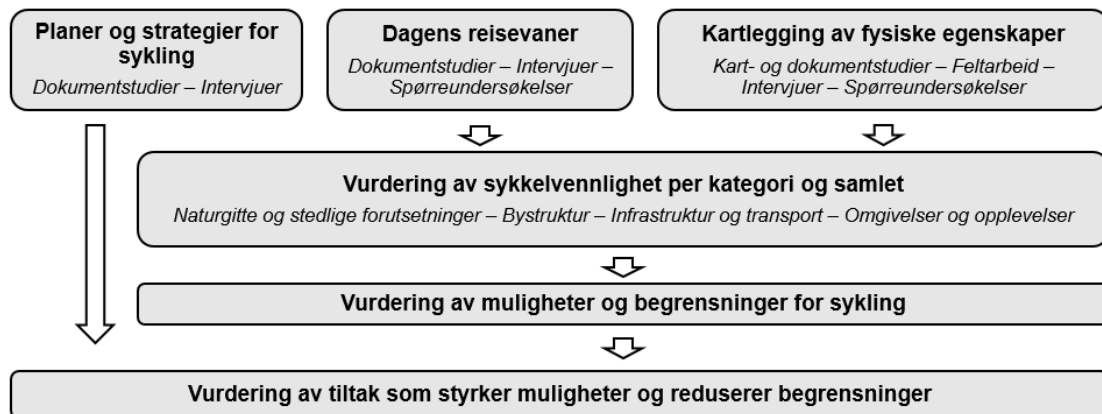 Planer og strategier for
sykling
Dokumentstudier – Intervjuer
Dagens reisevaner
Dokumentstudier – Intervjuer –
Spørreundersøkelser
Kartlegging av fysiske egenskaper
Kart- og dokumentstudier – Feltarbeid –
Intervjuer – Spørreundersøkelser
Vurdering av sykkelvennlighet per kategori og samlet
Naturgitte og stedlige forutsetninger – Bystruktur – Infrastruktur og transport – Omgivelser og opplevelser
Vurdering av muligheter og begrensninger for sykling
Vurdering av tiltak som styrker muligheter og reduserer begrensninger